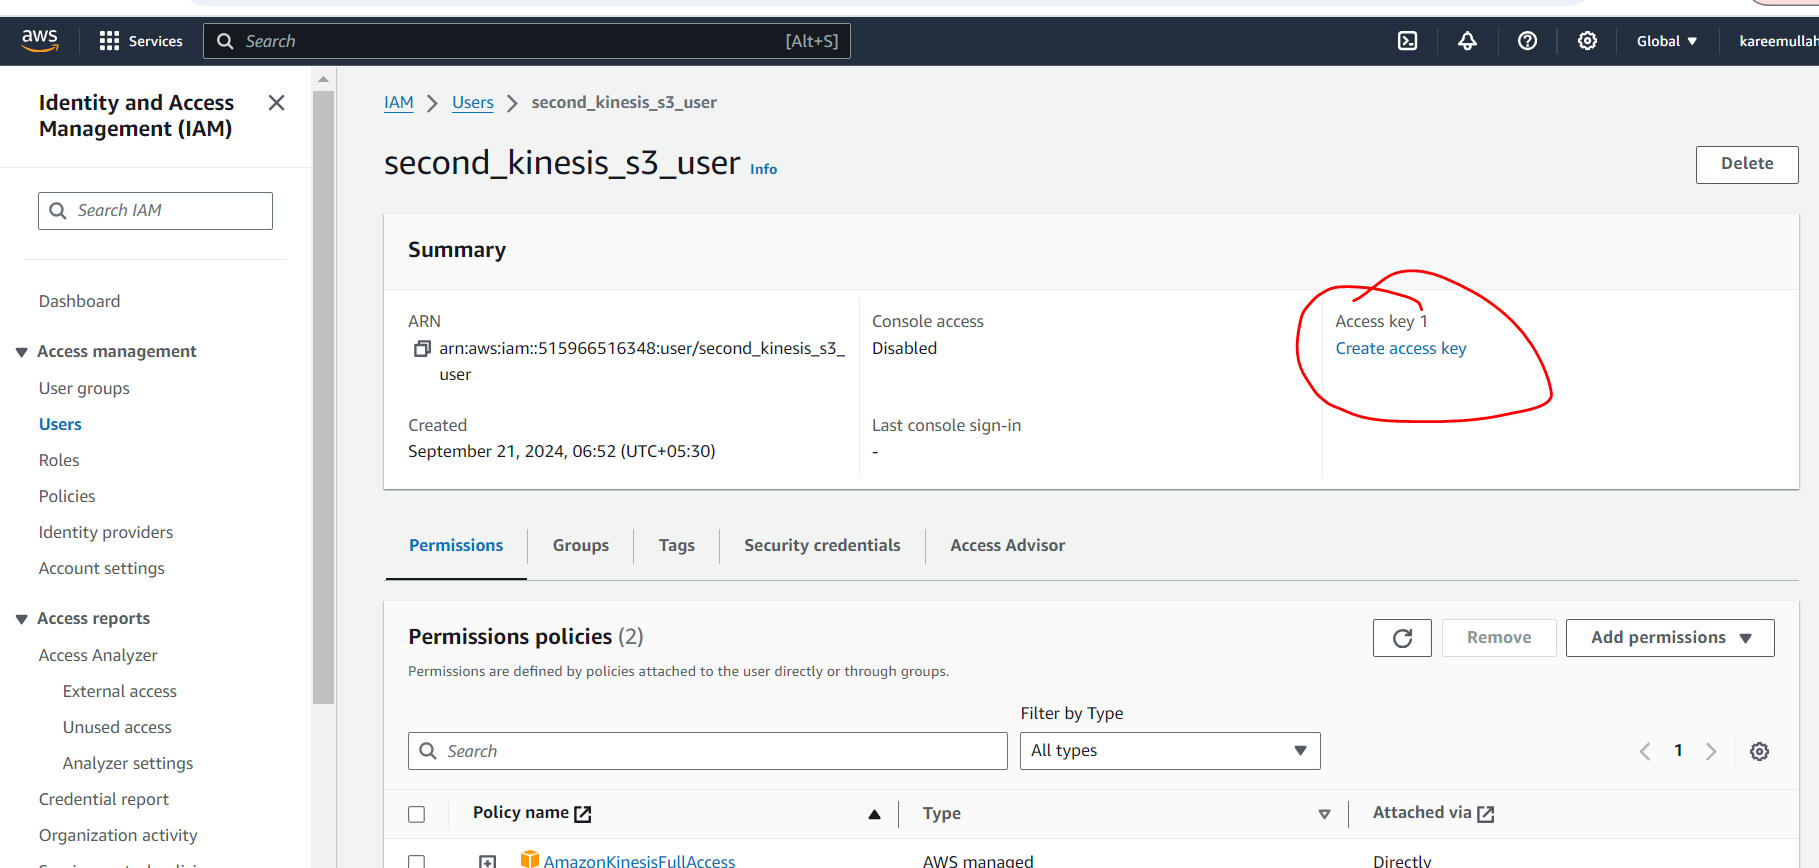 aws
Services
Search
[Alt+S]
Global
kareemullah
Identity and Access
Management (IAM)
Search IAM
Dashboard
Access management
User groups
Users
Roles
Policies
Identity providers
Account settings
Access reports
Access Analyzer
External access
Unused access
Analyzer settings
Credential report
Organization activity
IAM > Users > second_kinesis_s3_user
second_kinesis_s3_user Info
Delete
Summary
ARN
arn:aws:iam::515966516348:user/second_kinesis_s3_
user
Console access
Disabled
Access key 1
Create access key
Created
September 21, 2024, 06:52 (UTC+05:30)
Last console sign-in
-
Permissions
Groups
Tags
Security credentials
Access Advisor
Permissions policies (2)
Remove
Add permissions
Permissions are defined by policies attached to the user directly or through groups.
Filter by Type
Search
All types
1
Policy name
Type
Attached via
AmazonKinesisFullAccess
AWS managed
Directly